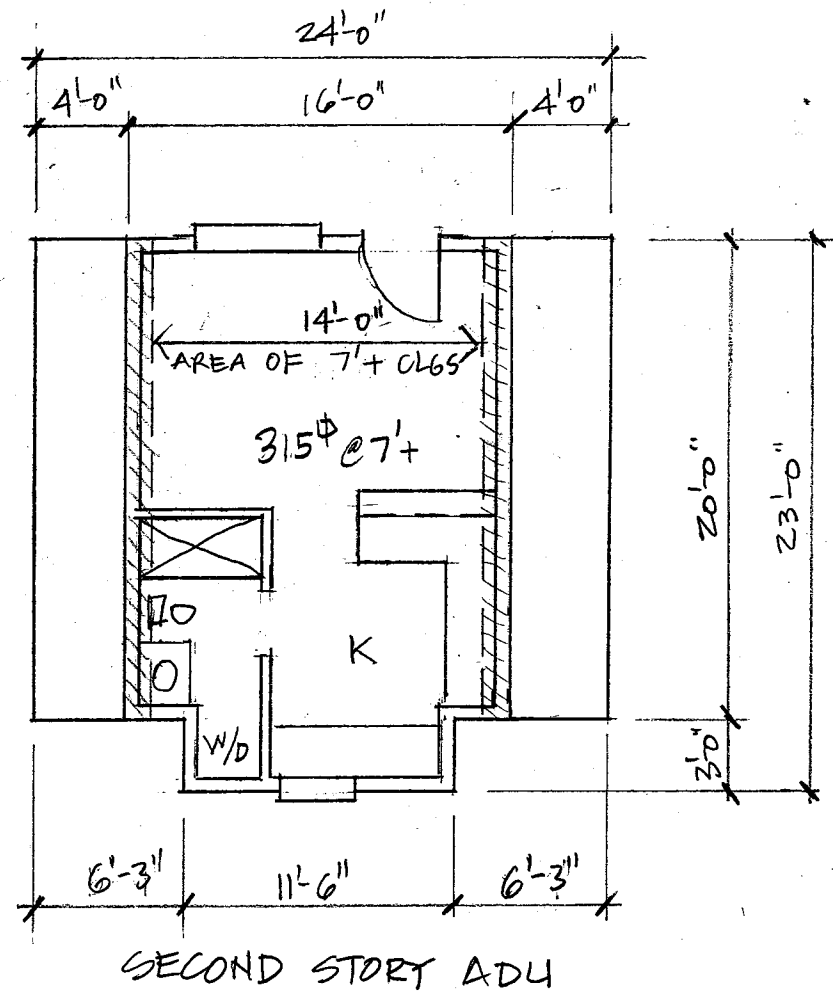 24'-0"
4'-0" 16'-0" 4'-0"
14'-0"
AREA OF 7'+ CLGS
315⌀ @ 7'+
20'-0"
23'-0"
K
W/D
3'-0"
6'-3" 11'-6" 6'-3"
SECOND STORY ADU